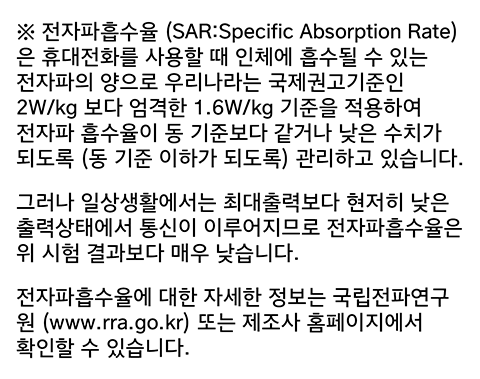 ※ 전자파흡수율 (SAR:Specific Absorption Rate)
은 휴대전화를 사용할 때 인체에 흡수될 수 있는
전자파의 양으로 우리나라는 국제권고기준인
2W/kg 보다 엄격한 1.6W/kg 기준을 적용하여
전자파 흡수율이 동 기준보다 같거나 낮은 수치가
되도록 (동 기준 이하가 되도록) 관리하고 있습니다.
그러나 일상생활에서는 최대출력보다 현저히 낮은
출력상태에서 통신이 이루어지므로 전자파흡수율은
위 시험 결과보다 매우 낮습니다.
전자파흡수율에 대한 자세한 정보는 국립전파연구
원 (www.rra.go.kr) 또는 제조사 홈페이지에서
확인할 수 있습니다.